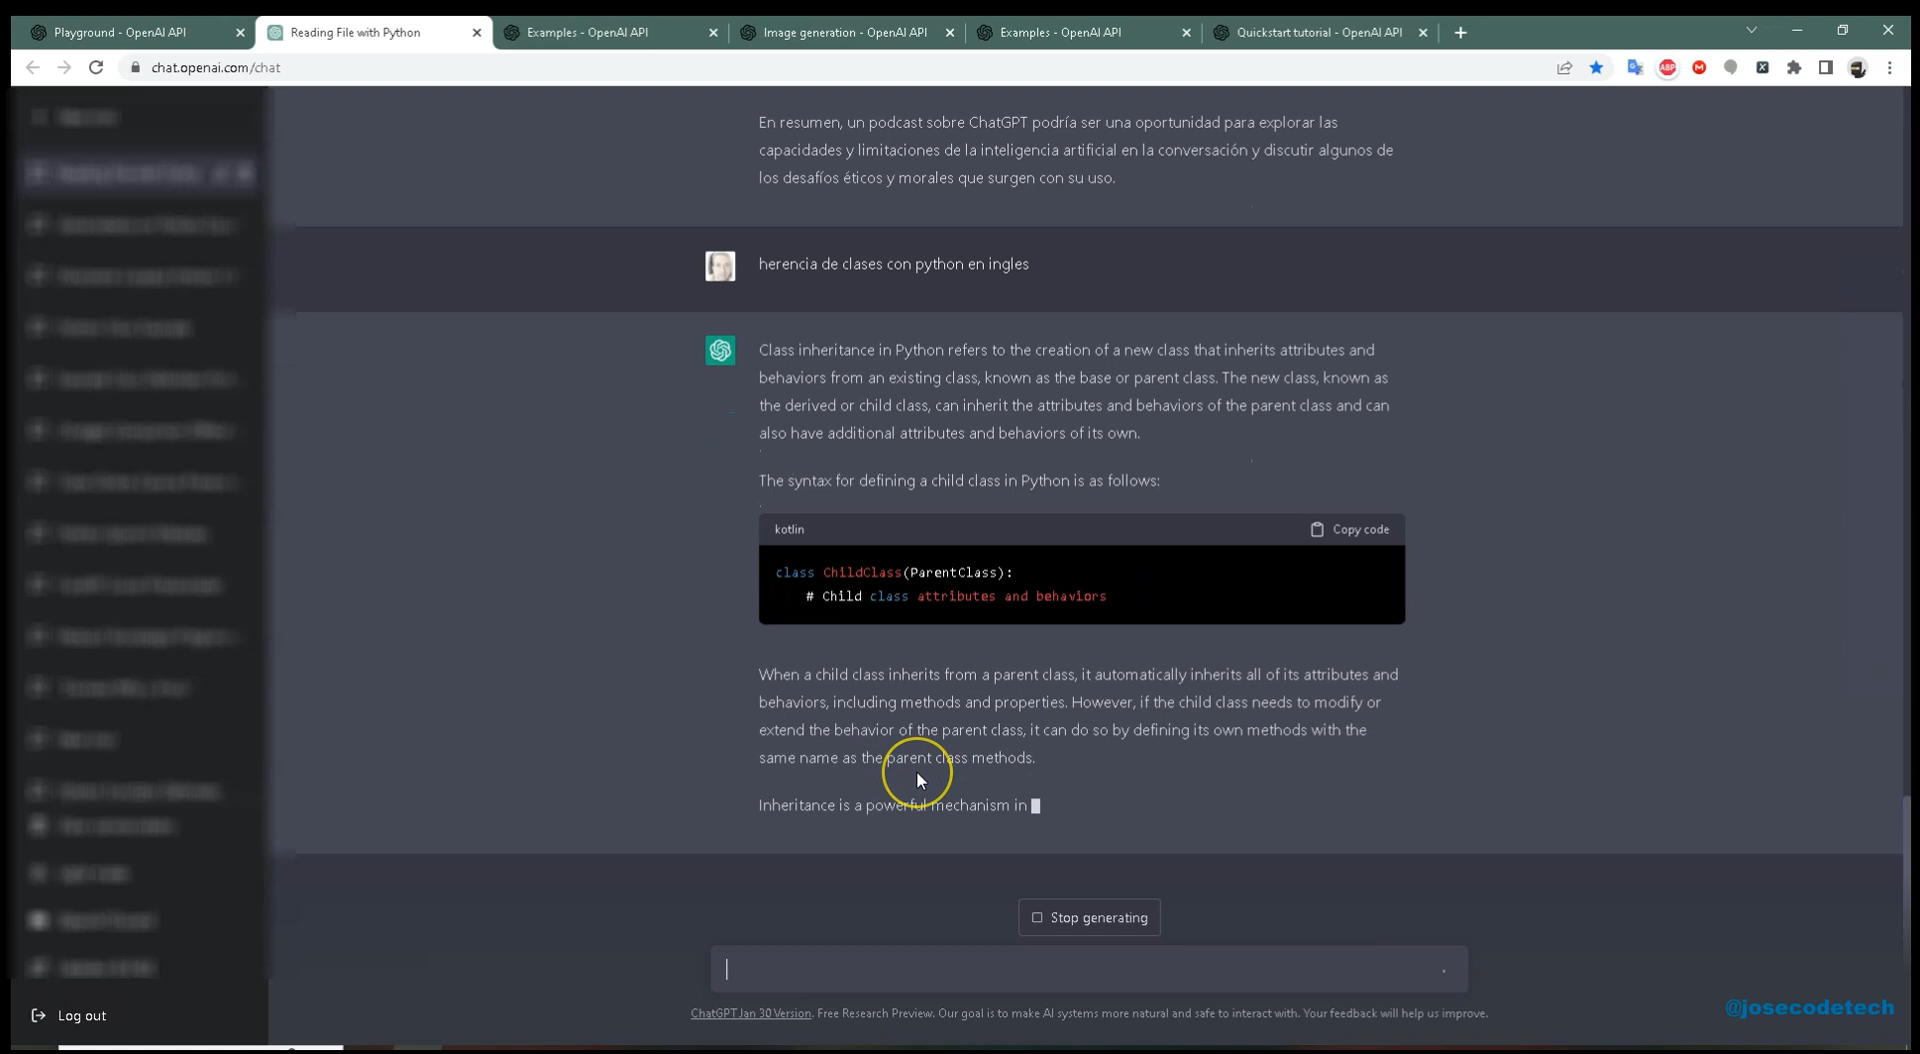 Playground - OpenAI API
Reading File with Python
Examples - OpenAI API
Image generation - OpenAI API
Examples - OpenAI API
Quickstart tutorial - OpenAI API
chat.openai.com/chat
ABP
M
X
En resumen, un podcast sobre ChatGPT podría ser una oportunidad para explorar las
capacidades y limitaciones de la inteligencia artificial en la conversación y discutir algunos de
los desafíos éticos y morales que surgen con su uso.
herencia de clases con python en ingles
Class inheritance in Python refers to the creation of a new class that inherits attributes and
behaviors from an existing class, known as the base or parent class. The new class, known as
the derived or child class, can inherit the attributes and behaviors of the parent class and can
also have additional attributes and behaviors of its own.
The syntax for defining a child class in Python is as follows:
kotlin
Copy code
class ChildClass(ParentClass):
# Child class attributes and behaviors
When a child class inherits from a parent class, it automatically inherits all of its attributes and
behaviors, including methods and properties. However, if the child class needs to modify or
extend the behavior of the parent class, it can do so by defining its own methods with the
same name as the parent class methods.
Inheritance is a powerful mechanism in
Stop generating
ChatGPT Jan 30 Version. Free Research Preview. Our goal is to make AI systems more natural and safe to interact with. Your feedback will help us improve.
Log out
@josecodetech